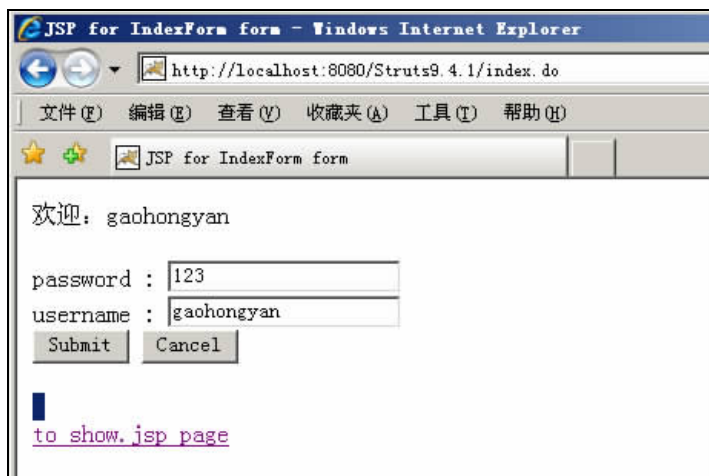 JSP for IndexForm form - Windows Internet Explorer
http://localhost:8080/Struts9.4.1/index.do
文件(F) 编辑(E) 查看(V) 收藏夹(A) 工具(T) 帮助(H)
JSP for IndexForm form
欢迎：gaohongyan
password : 123
username : gaohongyan
Submit Cancel
to show.jsp page